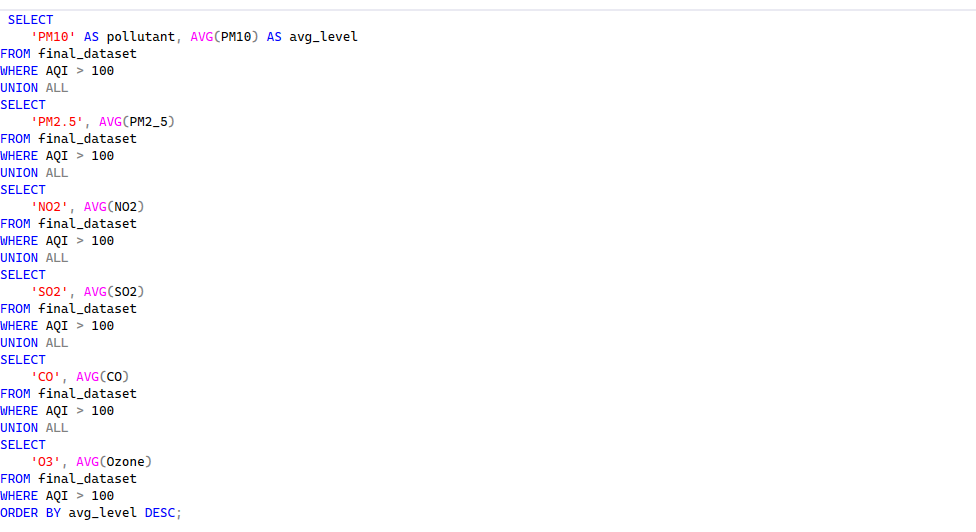 SELECT
'PM10' AS pollutant, AVG(PM10) AS avg_level
FROM final_dataset
WHERE AQI > 100
UNION ALL
SELECT
'PM2.5', AVG(PM2_5)
FROM final_dataset
WHERE AQI > 100
UNION ALL
SELECT
'NO2', AVG(NO2)
FROM final_dataset
WHERE AQI > 100
UNION ALL
SELECT
'SO2', AVG(SO2)
FROM final_dataset
WHERE AQI > 100
UNION ALL
SELECT
'CO', AVG(CO)
FROM final_dataset
WHERE AQI > 100
UNION ALL
SELECT
'O3', AVG(Ozone)
FROM final_dataset
WHERE AQI > 100
ORDER BY avg_level DESC;